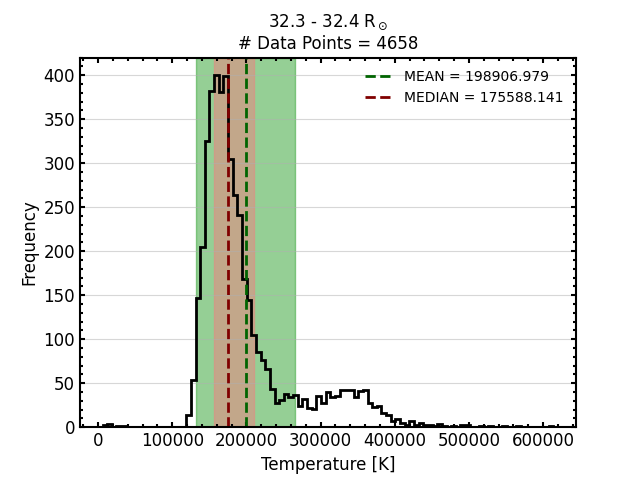 32.3 - 32.4 R⊙
# Data Points = 4658
MEAN = 198906.979
MEDIAN = 175588.141
Frequency
400
350
300
250
200
150
100
50
0
0 100000 200000 300000 400000 500000 600000
Temperature [K]